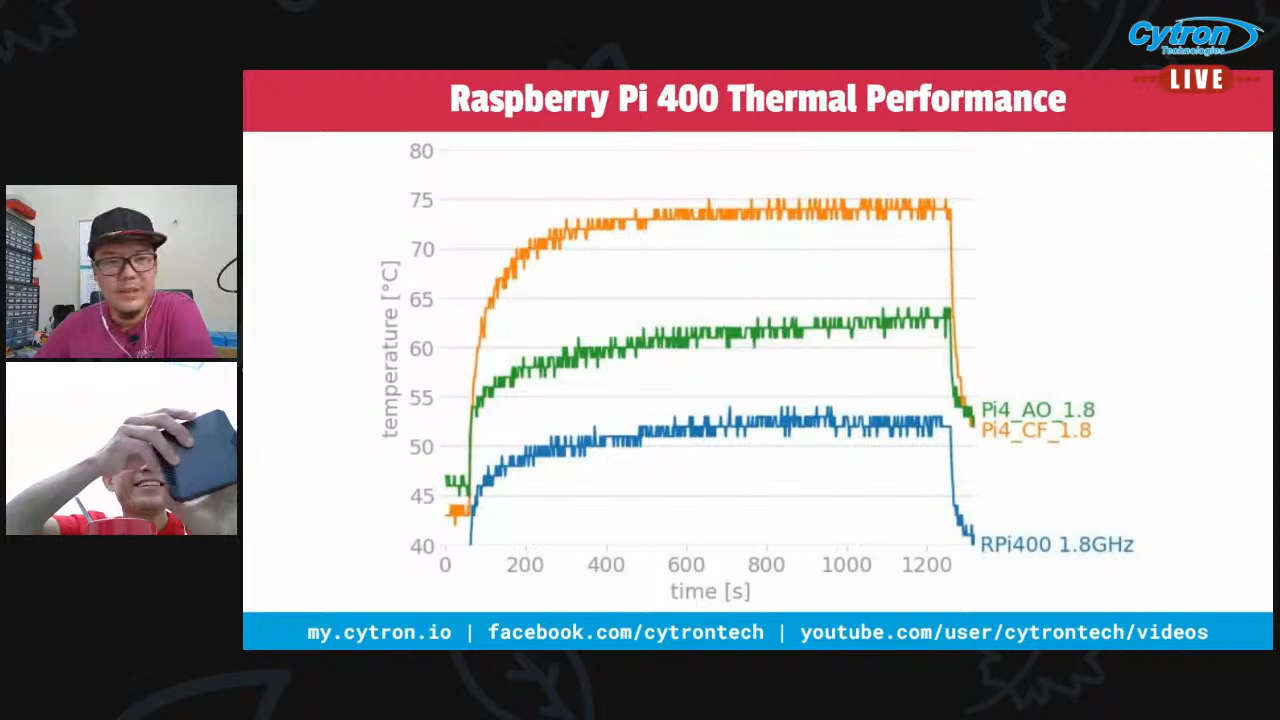 Cytron
Technologies
LIVE
Raspberry Pi 400 Thermal Performance
80
75
70
65
60
55
50
45
40
temperature [°C]
0 200 400 600 800 1000 1200
time [s]
Pi4_AO_1.8
Pi4_CF_1.8
RPi400 1.8GHz
my.cytron.io | facebook.com/cytrontech | youtube.com/user/cytrontech/videos